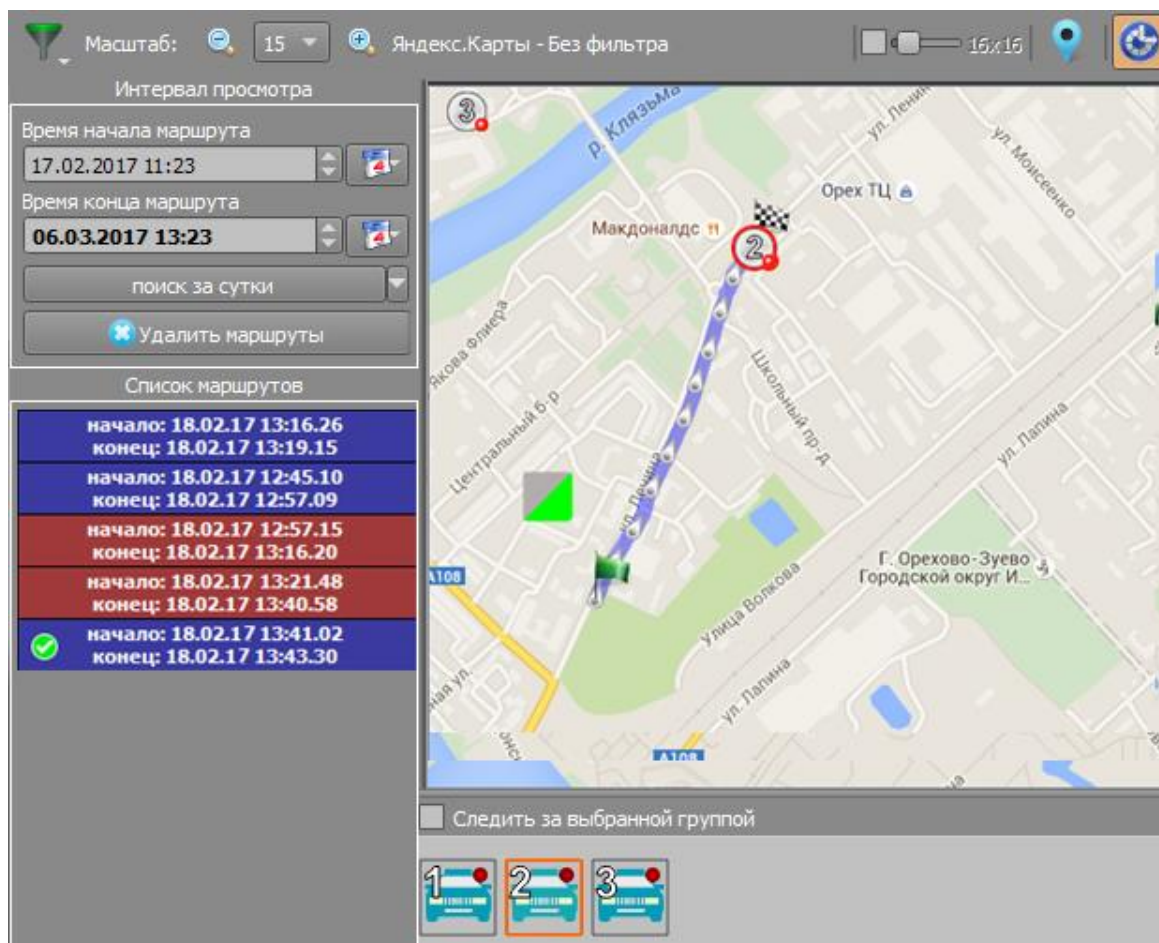 Масштаб: 15 Яндекс.Карты - Без фильтра 16x16
Интервал просмотра
Время начала маршрута
17.02.2017 11:23
Время конца маршрута
06.03.2017 13:23
поиск за сутки
Удалить маршруты
Список маршрутов
начало: 18.02.17 13:16.26
конец: 18.02.17 13:19.15
начало: 18.02.17 12:45.10
конец: 18.02.17 12:57.09
начало: 18.02.17 12:57.15
конец: 18.02.17 13:16.20
начало: 18.02.17 13:21.48
конец: 18.02.17 13:40.58
начало: 18.02.17 13:41.02
конец: 18.02.17 13:43.30
3
р. Клязьма
ул. Ленин
ул. Моисеенко
Орех ТЦ
Макдоналдс
2
Якова Флиера
Школьный пр-д
Центральный б-р
ул. Лапина
ул. Ленина
Г. Орехово-Зуево
Городской округ И...
А108
Улица Волкова
ул. Лапина
ная ул.
А108
Следить за выбранной группой
1 2 3